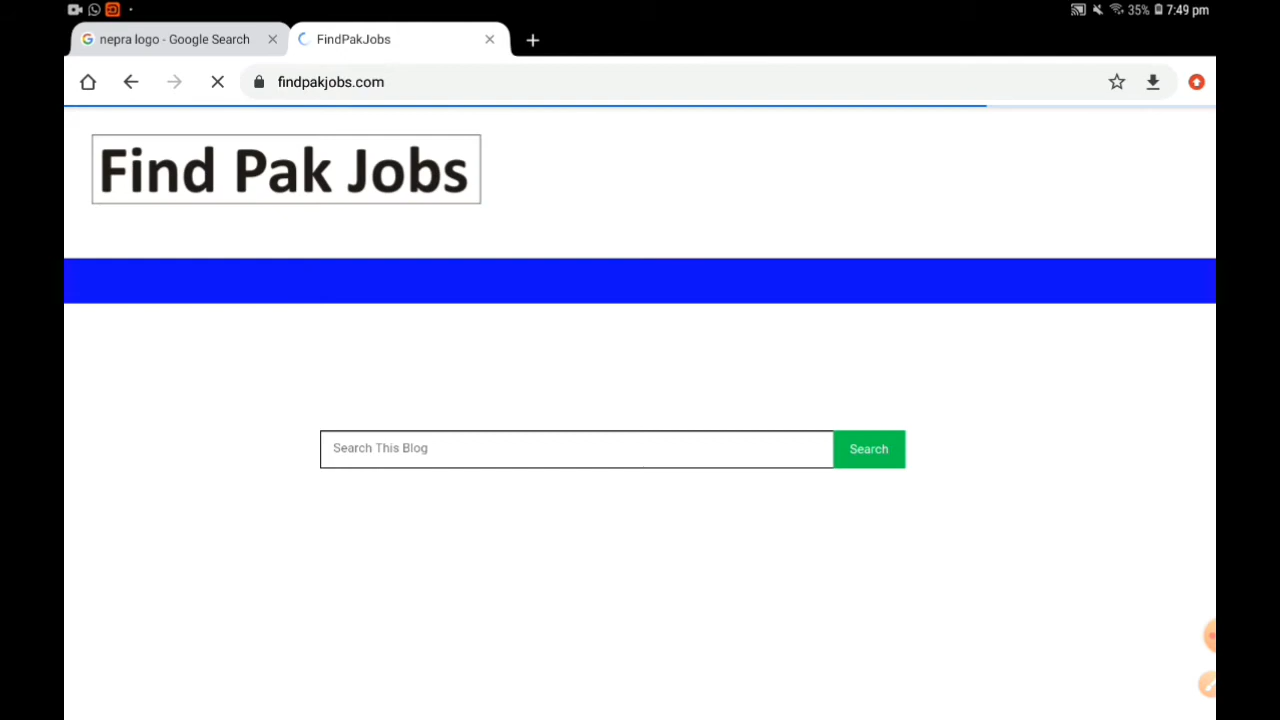 35% 7:49 pm
nepra logo - Google Search
FindPakJobs
findpakjobs.com
Find Pak Jobs
Search This Blog
Search